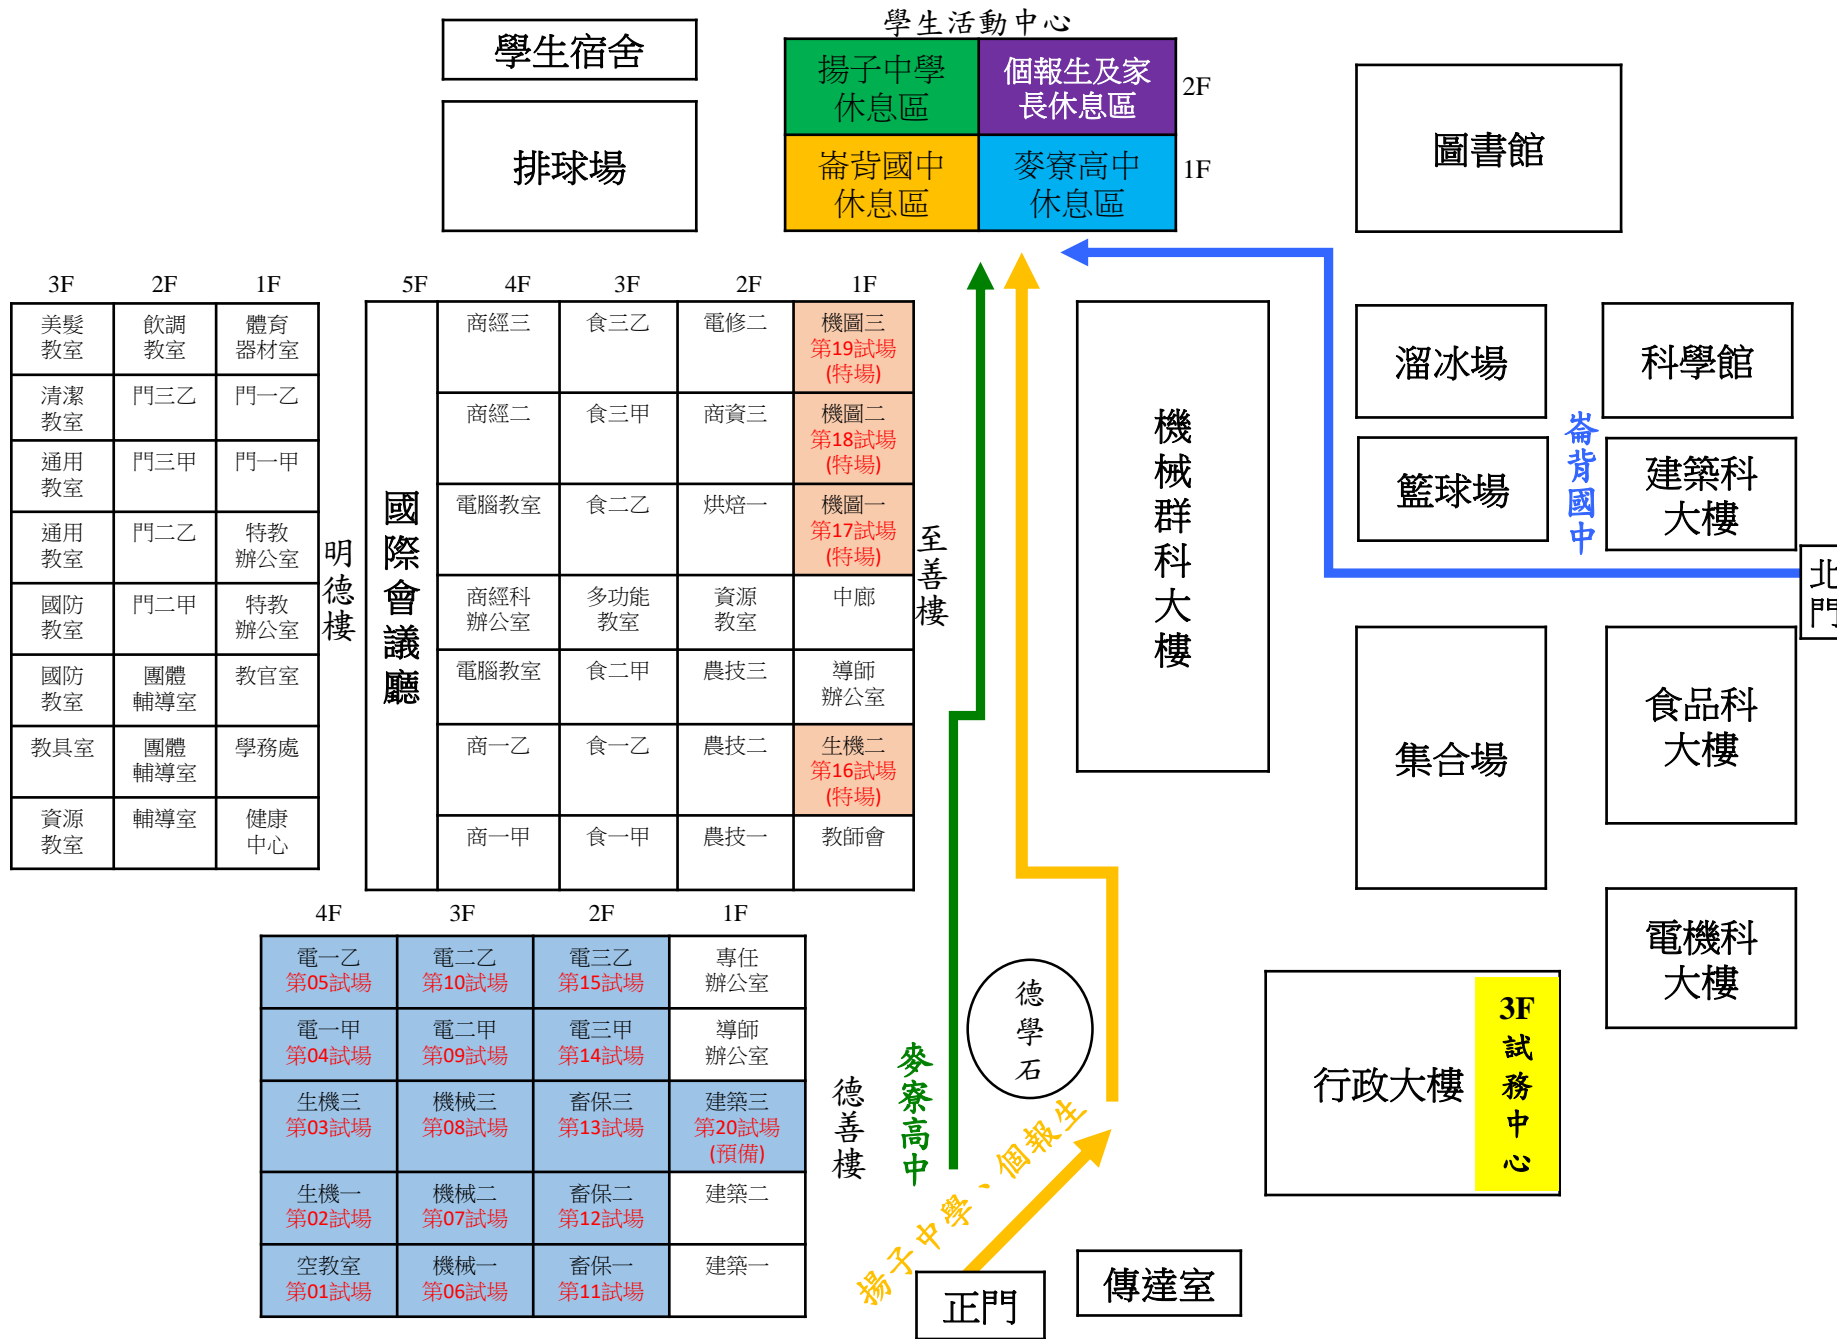 學生活動中心
學生宿舍
排球場
揚子中學
休息區
個報生及家
長休息區
2F
崙背國中
休息區
麥寮高中
休息區
1F
圖書館
3F
2F
1F
美髮
教室
飲調
教室
體育
器材室
清潔
教室
門三乙
門一乙
通用
教室
門三甲
門一甲
通用
教室
門二乙
特教
辦公室
國防
教室
門二甲
特教
辦公室
國防
教室
團體
輔導室
教官室
教具室
團體
輔導室
學務處
資源
教室
輔導室
健康
中心
明德樓
5F
4F
3F
2F
1F
國際會議廳
商經三
食三乙
電修二
機圖三
第19試場
(特場)
商經二
食三甲
商資三
機圖二
第18試場
(特場)
電腦教室
食二乙
烘焙一
機圖一
第17試場
(特場)
商經科
辦公室
多功能
教室
資源
教室
中廊
電腦教室
食二甲
農技三
導師
辦公室
商一乙
食一乙
農技二
生機二
第16試場
(特場)
商一甲
食一甲
農技一
教師會
至善樓
機械群科大樓
溜冰場
科學館
籃球場
崙背國中
建築科
大樓
北門
集合場
食品科
大樓
電機科
大樓
4F
3F
2F
1F
電一乙
第05試場
電二乙
第10試場
電三乙
第15試場
專任
辦公室
電一甲
第04試場
電二甲
第09試場
電三甲
第14試場
導師
辦公室
生機三
第03試場
機械三
第08試場
畜保三
第13試場
建築三
第20試場
(預備)
生機一
第02試場
機械二
第07試場
畜保二
第12試場
建築二
空教室
第01試場
機械一
第06試場
畜保一
第11試場
建築一
德善樓
麥寮高中
德學石
揚子中學、個報生
行政大樓
3F
試務中心
正門
傳達室